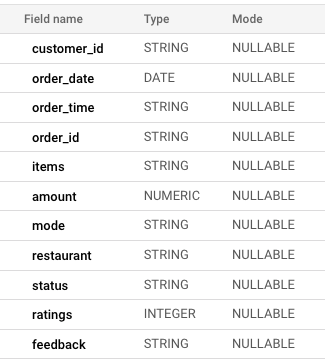 Field name Type Mode
customer_id STRING NULLABLE
order_date DATE NULLABLE
order_time STRING NULLABLE
order_id STRING NULLABLE
items STRING NULLABLE
amount NUMERIC NULLABLE
mode STRING NULLABLE
restaurant STRING NULLABLE
status STRING NULLABLE
ratings INTEGER NULLABLE
feedback STRING NULLABLE